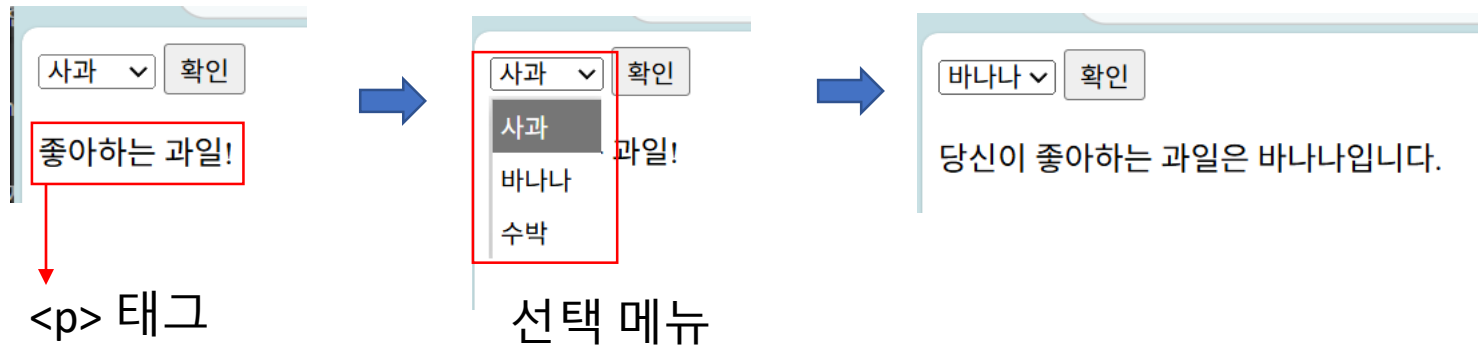 사과 확인
좋아하는 과일!
<p> 태그
사과 확인
사과
과일!
바나나
수박
선택 메뉴
바나나 확인
당신이 좋아하는 과일은 바나나입니다.